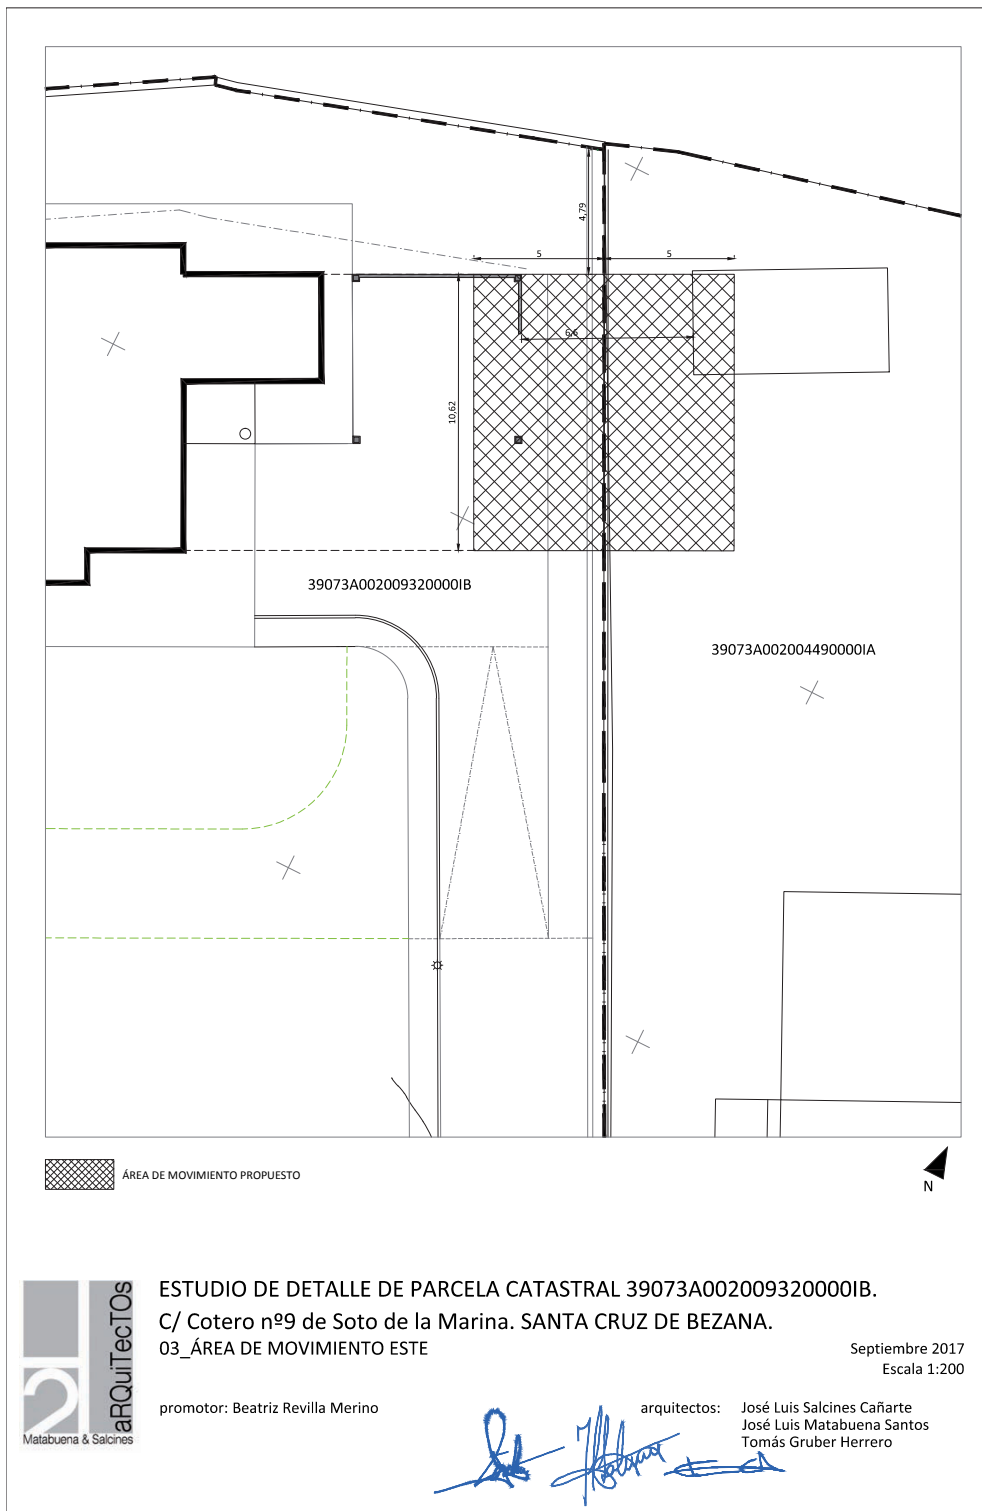 4,79
5
5
6,6
10,62
39073A002009320000IB
39073A002004490000IA
ÁREA DE MOVIMIENTO PROPUESTO
N
ESTUDIO DE DETALLE DE PARCELA CATASTRAL 39073A002009320000IB.
C/ Cotero nº9 de Soto de la Marina. SANTA CRUZ DE BEZANA.
03_ÁREA DE MOVIMIENTO ESTE
Septiembre 2017
Escala 1:200
aRQuiTecTOs
2
Matabuena & Salcines
promotor: Beatriz Revilla Merino
arquitectos: José Luis Salcines Cañarte
José Luis Matabuena Santos
Tomás Gruber Herrero